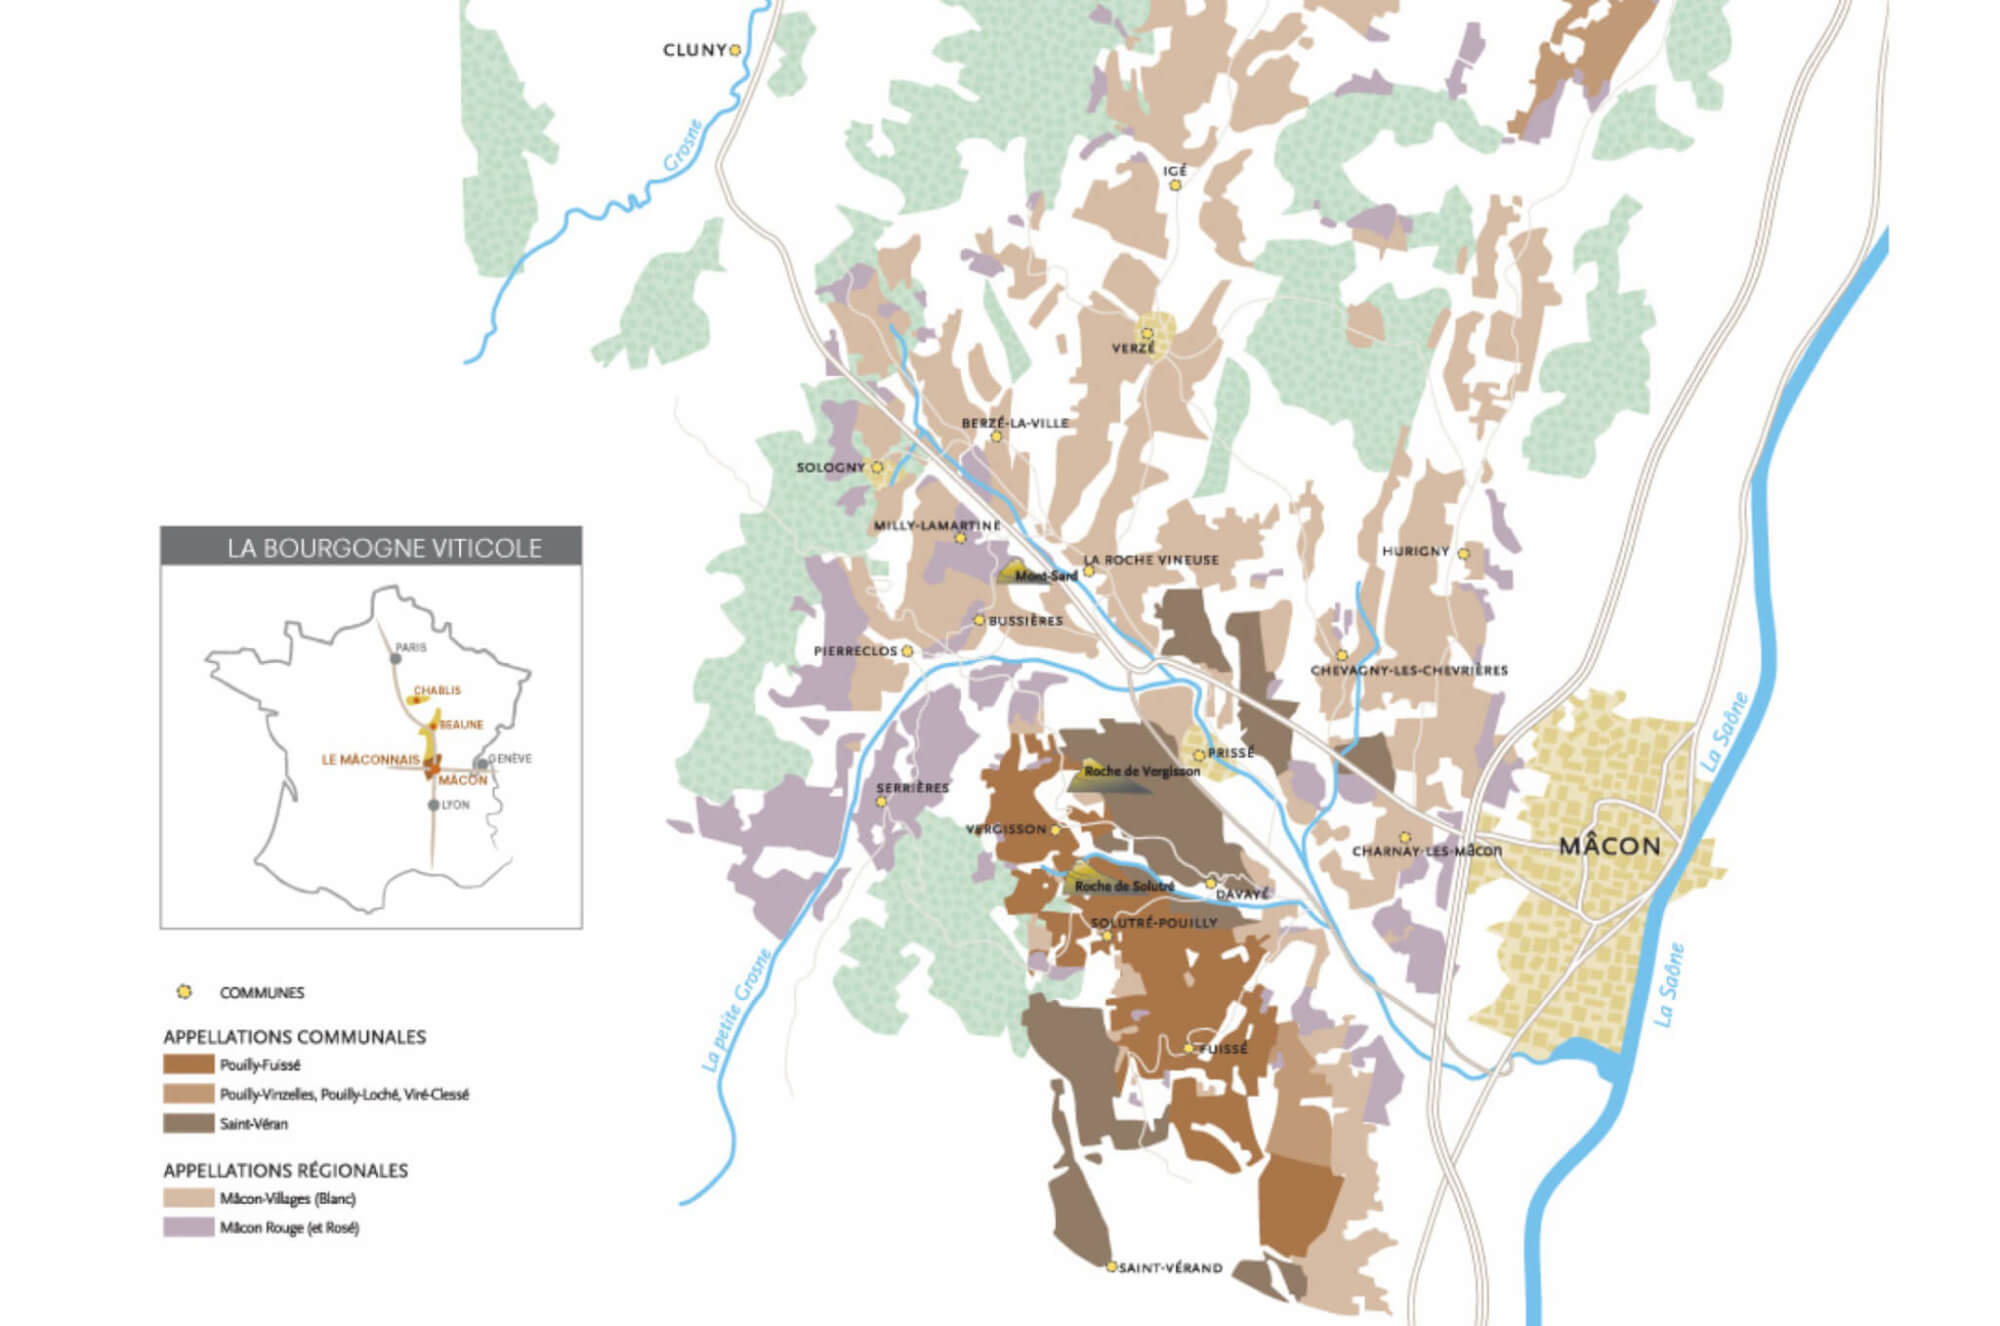 CLUNY
Grosne
IGÉ
VERZÉ
BERZÉ-LA-VILLE
SOLOGNY
MILLY-LAMARTINE
LA ROCHE VINEUSE
Mont-Sard
HURIGNY
BUSSIÈRES
PIERRECLOS
CHEVAGNY-LES-CHEVRIÈRES
La Saône
PRISSÉ
Roche de Vergisson
SERRIÈRES
VERGISSON
CHARNAY-LES-MâCON
MÂCON
Roche de Solutré
DAVAYÉ
SOLUTRÉ-POUILLY
La Saône
La petite Grosne
FUISSÉ
SAINT-VÉRAND
LA BOURGOGNE VITICOLE
PARIS
CHABLIS
BEAUNE
LE MÂCONNAIS
GENÈVE
MÂCON
LYON
COMMUNES
APPELLATIONS COMMUNALES
Pouilly-Fuissé
Pouilly-Vinzelles, Pouilly-Loché, Viré-Clessé
Saint-Véran
APPELLATIONS RÉGIONALES
Mâcon-Villages (Blanc)
Mâcon Rouge (et Rosé)